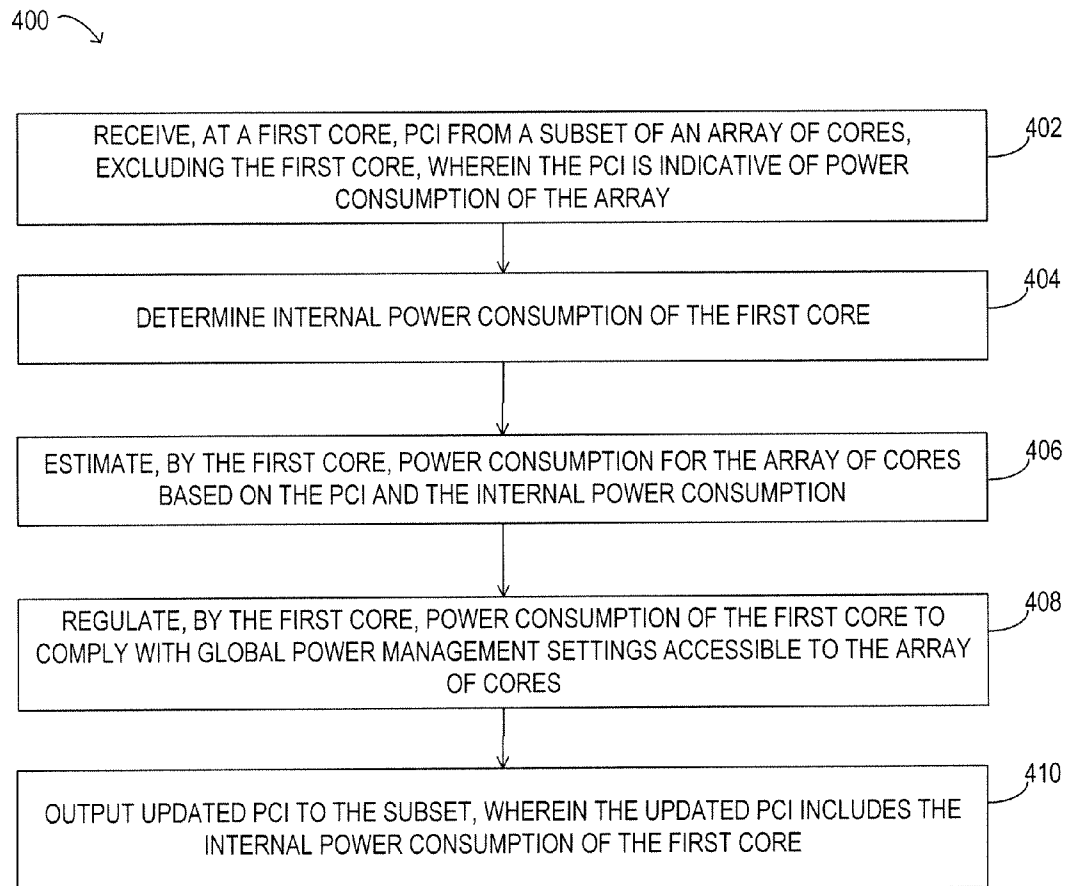 400
RECEIVE, AT A FIRST CORE, PCI FROM A SUBSET OF AN ARRAY OF CORES,
EXCLUDING THE FIRST CORE, WHEREIN THE PCI IS INDICATIVE OF POWER
CONSUMPTION OF THE ARRAY
402
DETERMINE INTERNAL POWER CONSUMPTION OF THE FIRST CORE
404
ESTIMATE, BY THE FIRST CORE, POWER CONSUMPTION FOR THE ARRAY OF CORES
BASED ON THE PCI AND THE INTERNAL POWER CONSUMPTION
406
REGULATE, BY THE FIRST CORE, POWER CONSUMPTION OF THE FIRST CORE TO
COMPLY WITH GLOBAL POWER MANAGEMENT SETTINGS ACCESSIBLE TO THE ARRAY
OF CORES
408
OUTPUT UPDATED PCI TO THE SUBSET, WHEREIN THE UPDATED PCI INCLUDES THE
INTERNAL POWER CONSUMPTION OF THE FIRST CORE
410